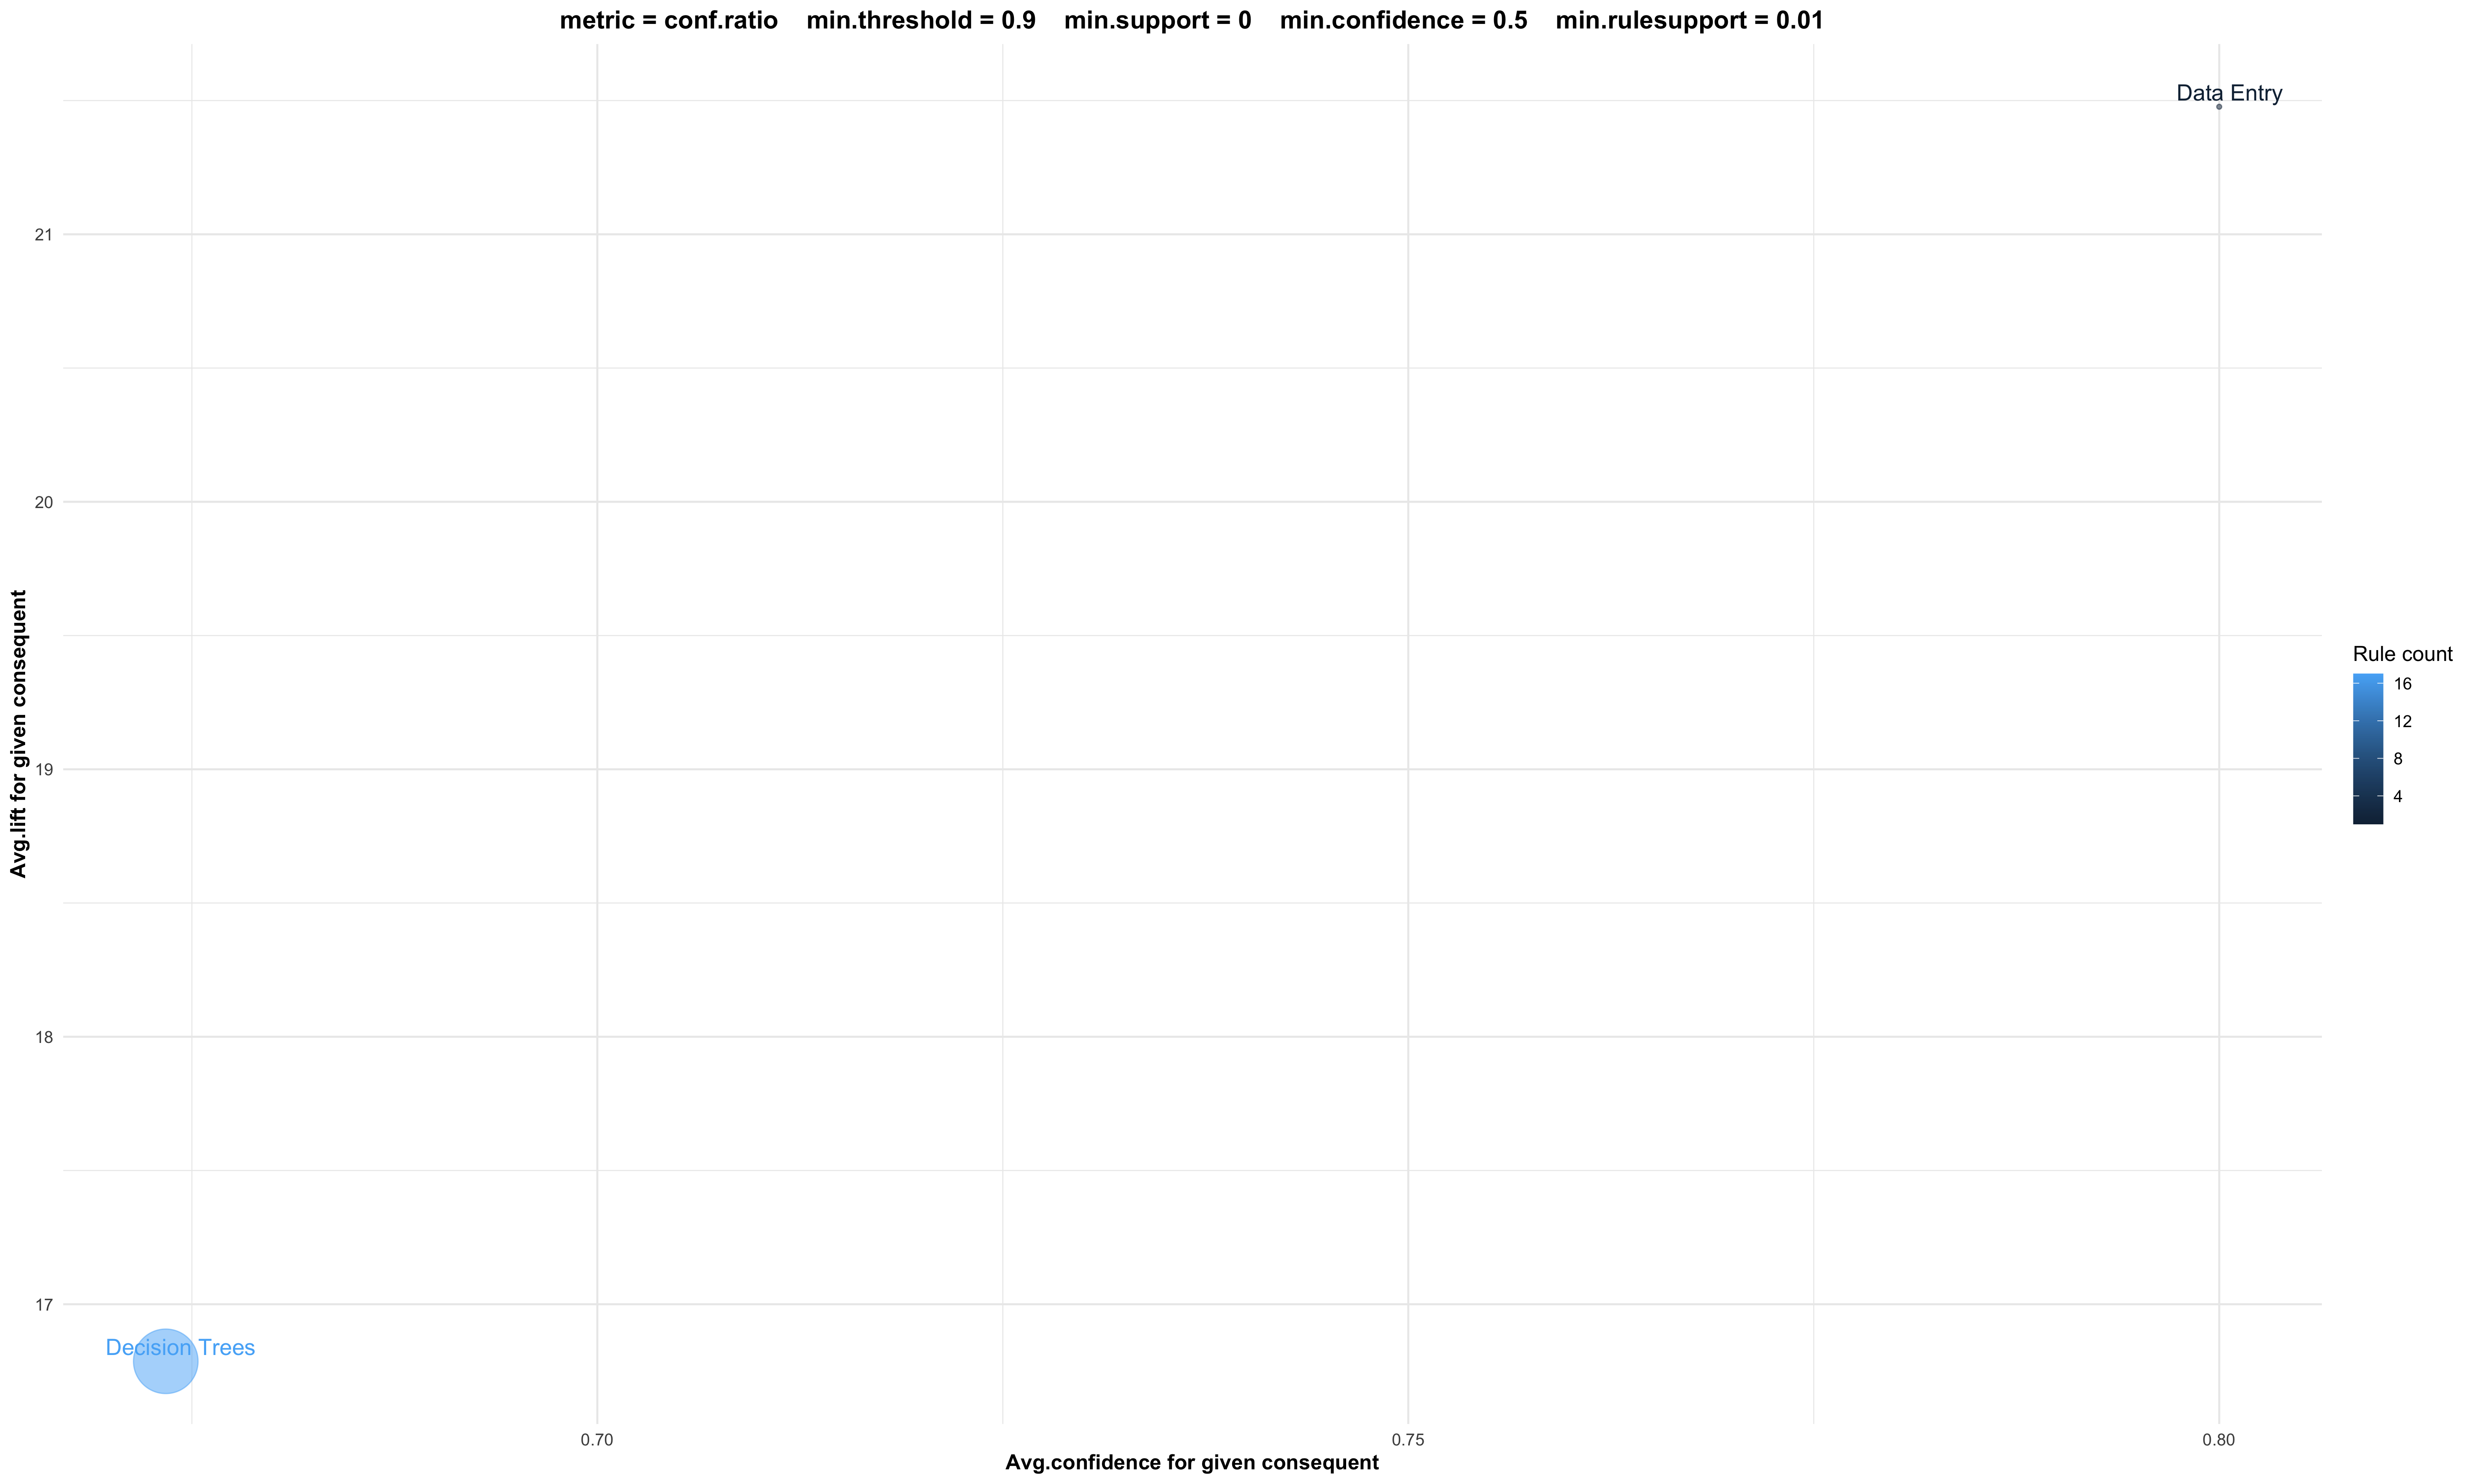 metric = conf.ratio    min.threshold = 0.9    min.support = 0    min.confidence = 0.5    min.rulesupport = 0.01
Data Entry
21
20
19
18
17
Avg.lift for given consequent
Decision Trees
0.70
0.75
0.80
Avg.confidence for given consequent
Rule count
16
12
8
4